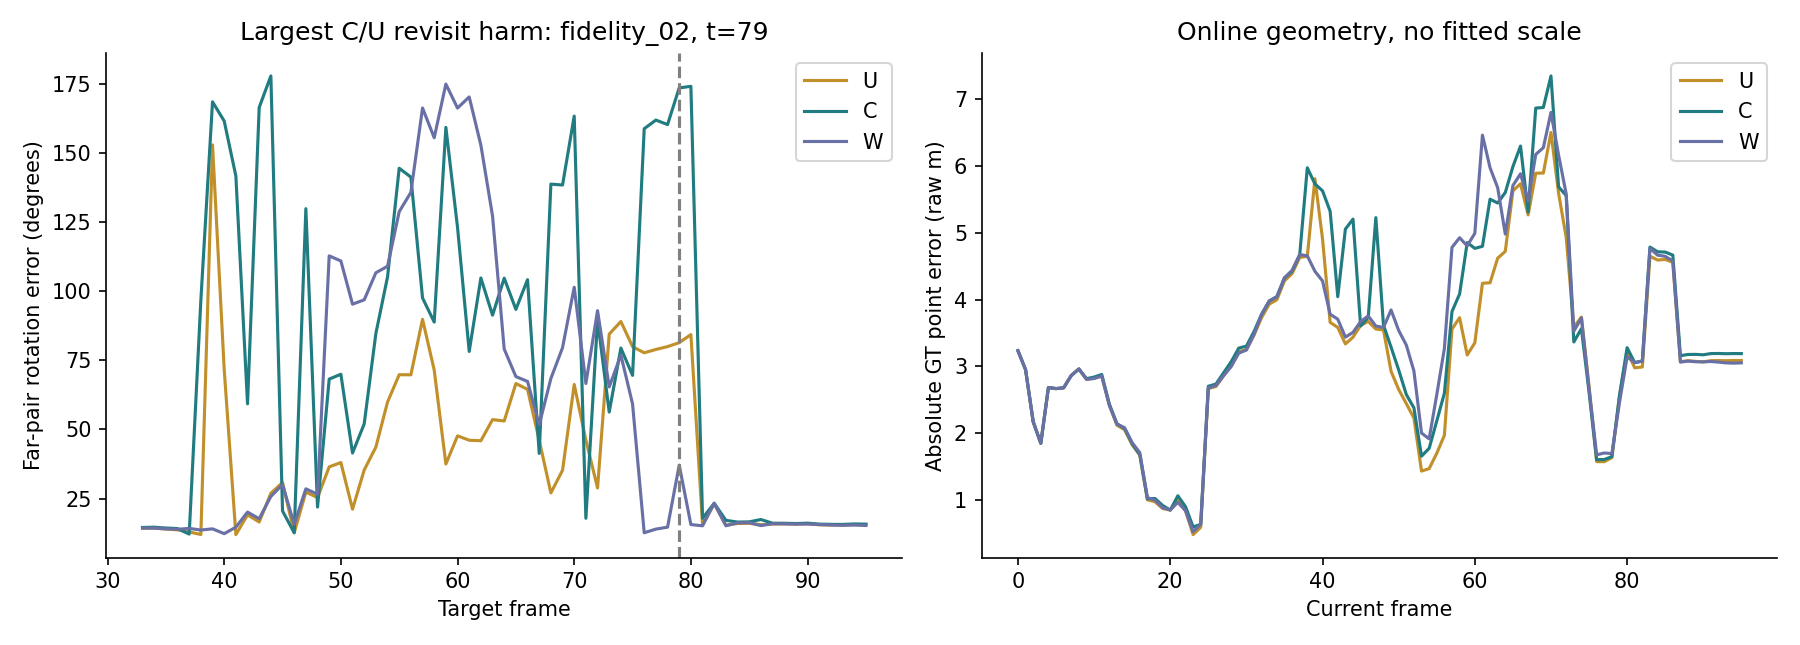 Largest C/U revisit harm: fidelity_02, t=79
Far-pair rotation error (degrees)
175
150
125
100
75
50
25
30
40
50
60
70
80
90
Target frame
U
C
W
Online geometry, no fitted scale
Absolute GT point error (raw m)
7
6
5
4
3
2
1
0
20
40
60
80
Current frame
U
C
W